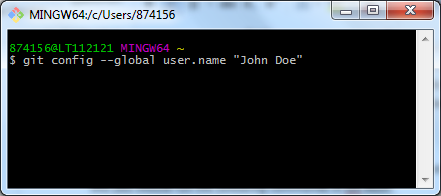 MINGW64:/c/Users/874156
874156@LT112121 MINGW64 ~
$ git config --global user.name "John Doe"